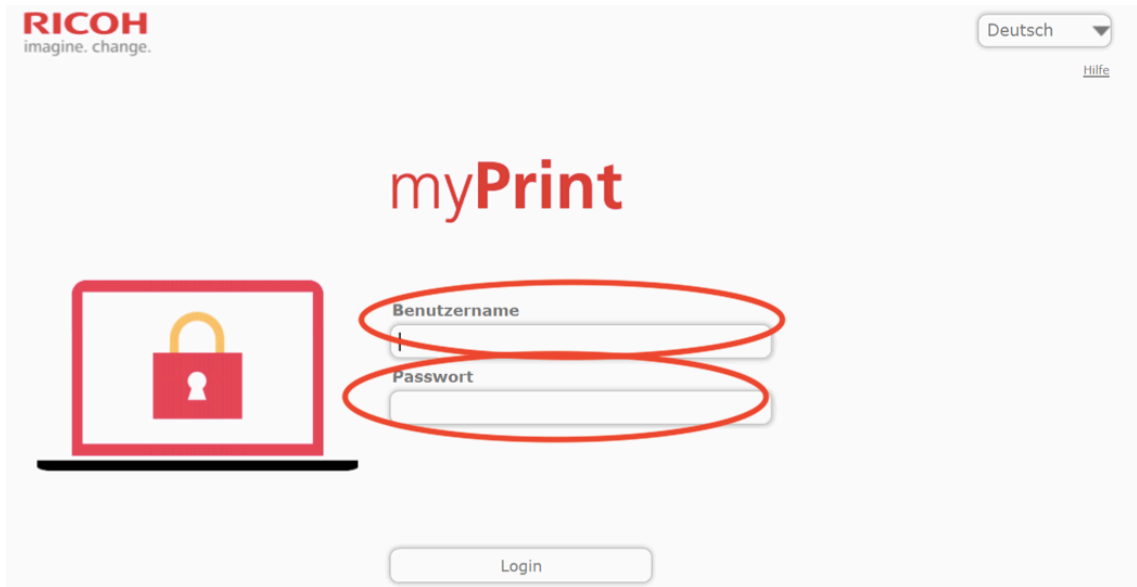 RICOH
imagine. change.
Deutsch
Hilfe
myPrint
Benutzername
Passwort
Login